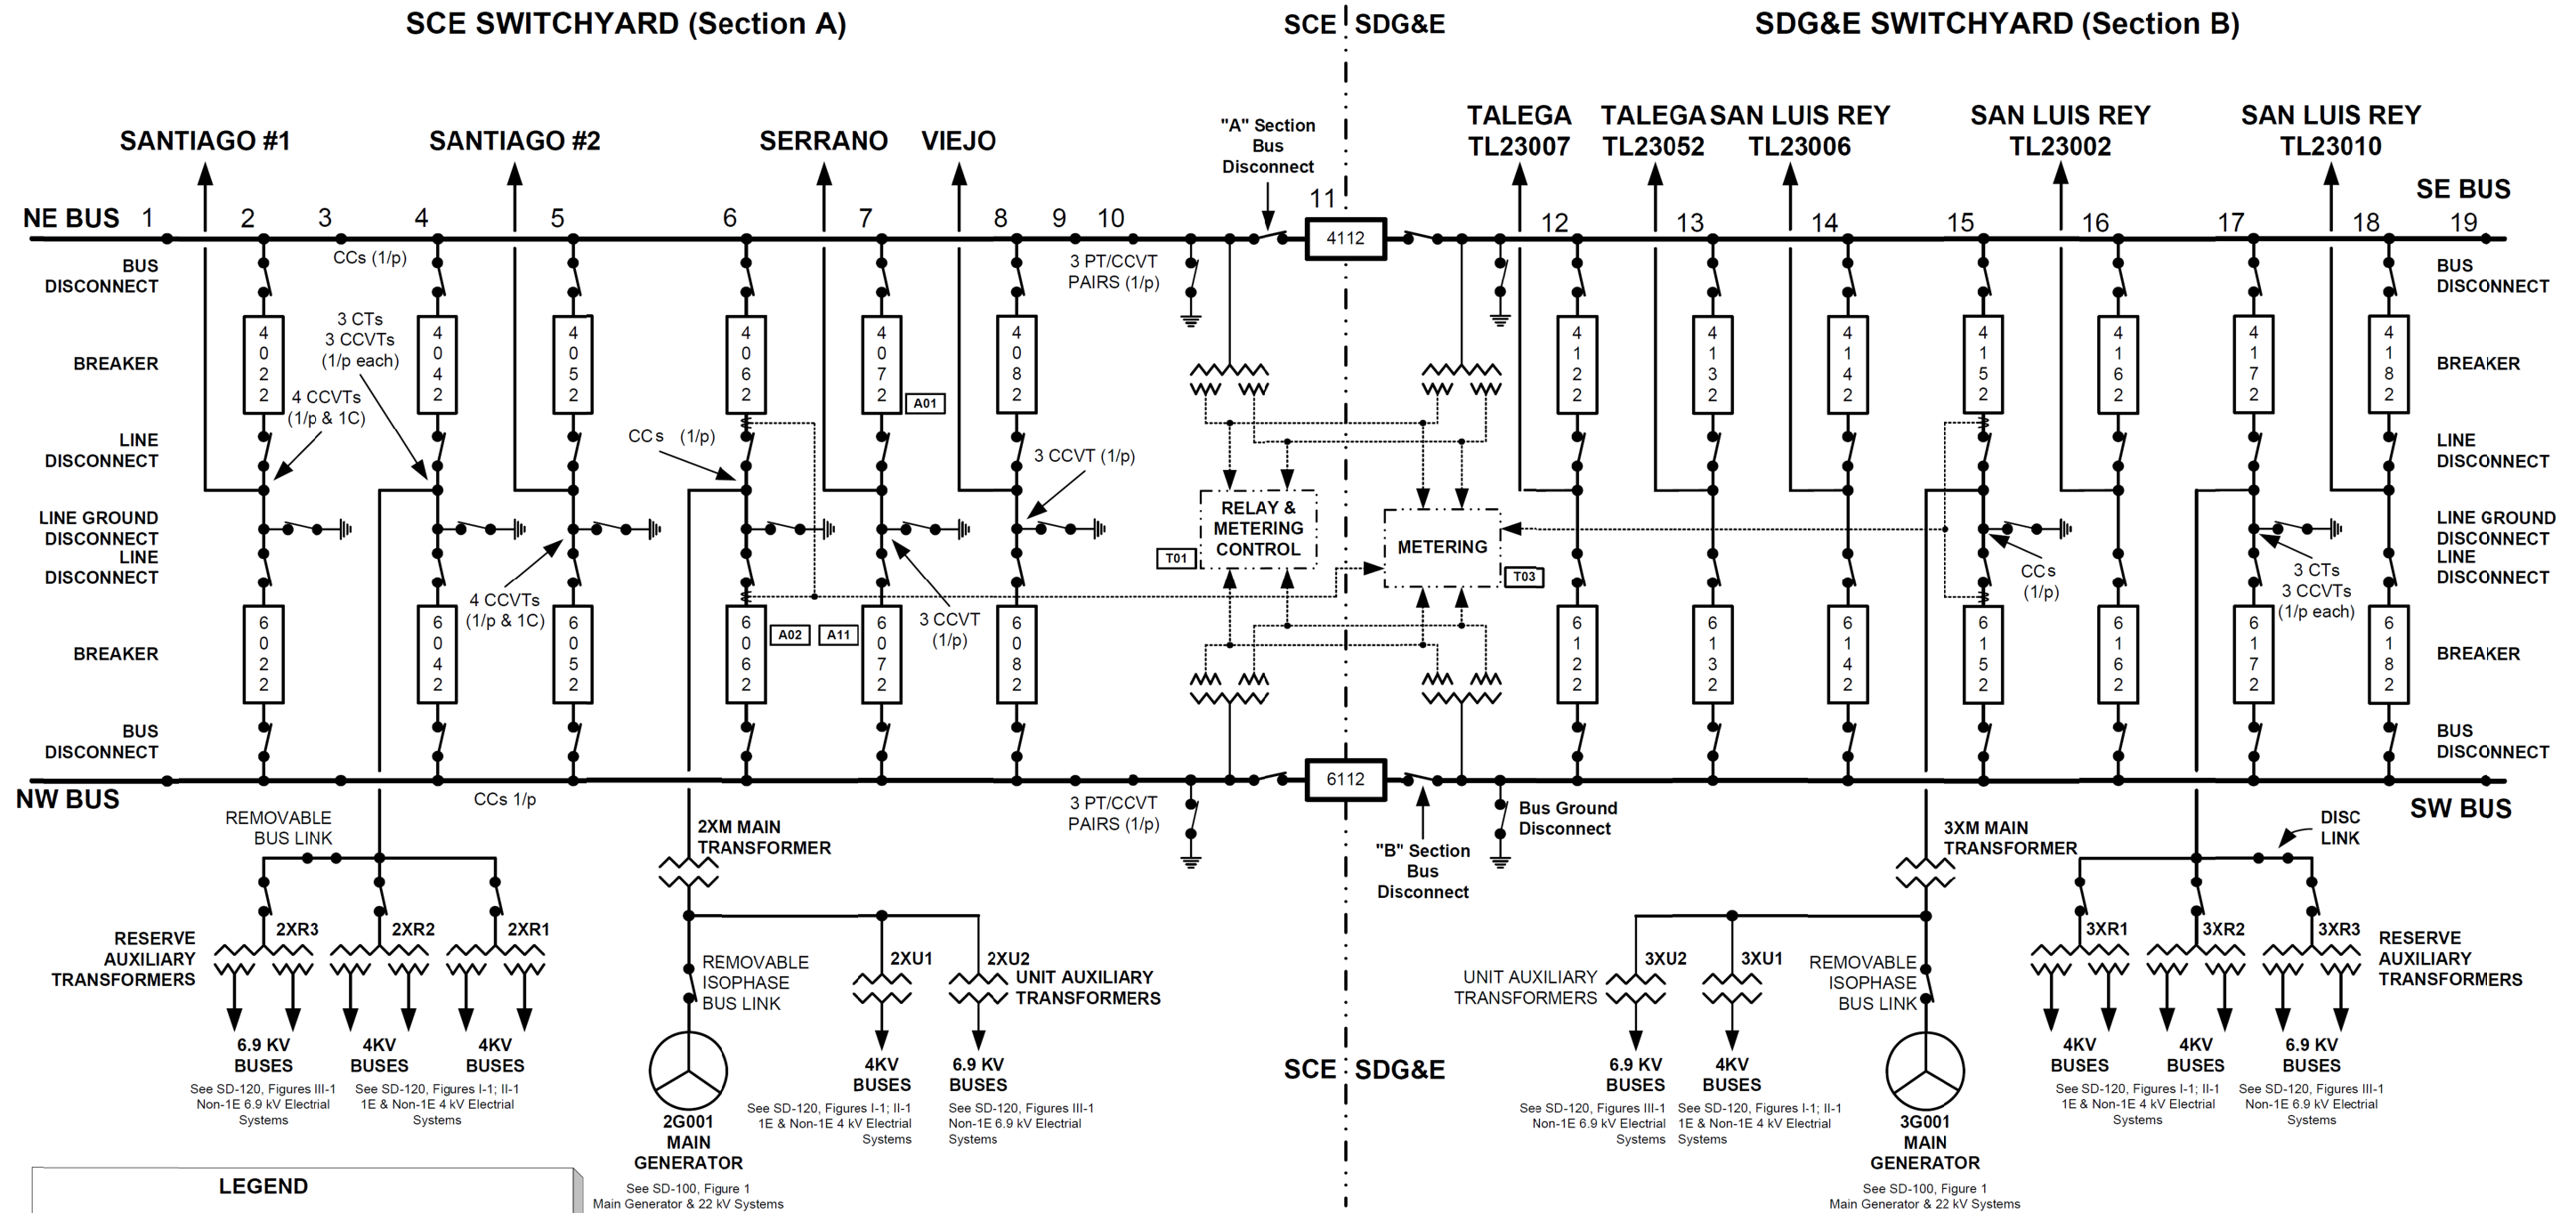 SCE SWITCHYARD (Section A)
SCE
SDG&E
SDG&E SWITCHYARD (Section B)
SANTIAGO #1
SANTIAGO #2
SERRANO
VIEJO
"A" Section
Bus
Disconnect
TALEGA
TL23007
TALEGA
TL23052
SAN LUIS REY
TL23006
SAN LUIS REY
TL23002
SAN LUIS REY
TL23010
NE BUS
1
2
3
4
5
6
7
8
9
10
11
12
13
14
15
16
17
18
19
SE BUS
4112
CCs (1/p)
3 PT/CCVT
PAIRS (1/p)
BUS
DISCONNECT
BUS
DISCONNECT
BREAKER
4022
4042
4052
4062
4072
4082
4122
4132
4142
4152
4162
4172
4182
BREAKER
3 CTs
3 CCVTs
(1/p each)
4 CCVTs
(1/p & 1C)
A01
CCs (1/p)
3 CCVT (1/p)
LINE
DISCONNECT
LINE
DISCONNECT
LINE GROUND
DISCONNECT
LINE
DISCONNECT
LINE GROUND
DISCONNECT
LINE
DISCONNECT
RELAY &
METERING
CONTROL
T01
METERING
T03
4 CCVTs
(1/p & 1C)
3 CCVT
(1/p)
CCs
(1/p)
3 CTs
3 CCVTs
(1/p each)
BREAKER
6022
6042
6052
6062
A02
A11
6072
6082
6122
6132
6142
6152
6162
6172
6182
BREAKER
BUS
DISCONNECT
BUS
DISCONNECT
NW BUS
CCs 1/p
3 PT/CCVT
PAIRS (1/p)
6112
SW BUS
"B" Section
Bus
Disconnect
Bus Ground
Disconnect
REMOVABLE
BUS LINK
2XM MAIN
TRANSFORMER
3XM MAIN
TRANSFORMER
DISC
LINK
RESERVE
AUXILIARY
TRANSFORMERS
2XR3
2XR2
2XR1
REMOVABLE
ISOPHASE
BUS LINK
2XU1
2XU2
UNIT AUXILIARY
TRANSFORMERS
UNIT AUXILIARY
TRANSFORMERS
3XU2
3XU1
REMOVABLE
ISOPHASE
BUS LINK
3XR1
3XR2
3XR3
RESERVE
AUXILIARY
TRANSFORMERS
6.9 KV
BUSES
4KV
BUSES
4KV
BUSES
See SD-120, Figures III-1
Non-1E 6.9 kV Electrial
Systems
See SD-120, Figures I-1; II-1
1E & Non-1E 4 kV Electrial
Systems
2G001
MAIN
GENERATOR
See SD-100, Figure 1
Main Generator & 22 kV Systems
4KV
BUSES
See SD-120, Figures I-1; II-1
1E & Non-1E 4 kV Electrial
Systems
6.9 KV
BUSES
See SD-120, Figures III-1
Non-1E 6.9 kV Electrial
Systems
SCE
SDG&E
6.9 KV
BUSES
See SD-120, Figures III-1
Non-1E 6.9 kV Electrial
Systems
4KV
BUSES
See SD-120, Figures I-1; II-1
1E & Non-1E 4 kV Electrial
Systems
3G001
MAIN
GENERATOR
See SD-100, Figure 1
Main Generator & 22 kV Systems
4KV
BUSES
4KV
BUSES
See SD-120, Figures I-1; II-1
1E & Non-1E 4 kV Electrial
Systems
6.9 KV
BUSES
See SD-120, Figures III-1
Non-1E 6.9 kV Electrial
Systems
LEGEND